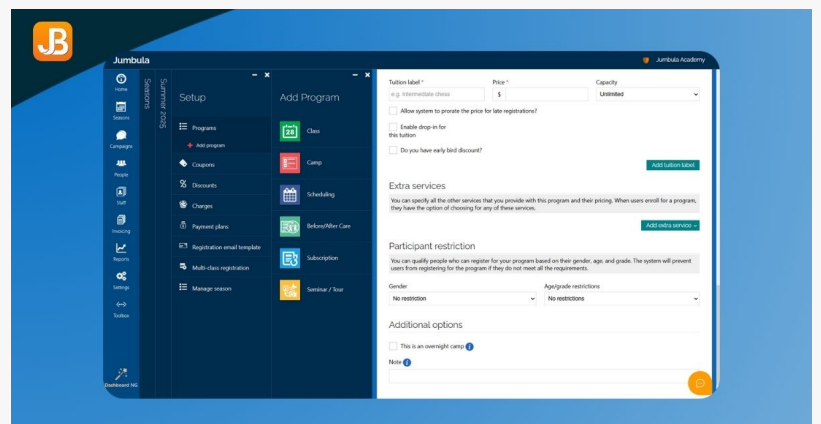 JB
Jumbula
Jumbula Academy
Home
Seasons
Campaigns
People
Staff
Invoicing
Reports
Settings
Toolbox
Dashboard NG
Seasons
Summer 2025
Setup
Programs
Add program
Coupons
Discounts
Charges
Payment plans
Registration email template
Multi-class registration
Manage season
Add Program
28
Class
Camp
Scheduling
Before/After Care
Subscription
Seminar / Tour
Tuition label *
Price *
Capacity
e.g. Intermediate chess
$
Unlimited
Allow system to prorate the price for late registrations?
Enable drop-in for
this tuition
Do you have early bird discount?
Add tuition label
Extra services
You can specify all the other services that you provide with this program and their pricing. When users enroll for a program,
they have the option of choosing for any of these services.
Add extra service
Participant restriction
You can qualify people who can register for your program based on their gender, age, and grade. The system will prevent
users from registering for the program if they do not meet all the requirements.
Gender
Age/grade restrictions
No restriction
No restrictions
Additional options
This is an overnight camp
Note